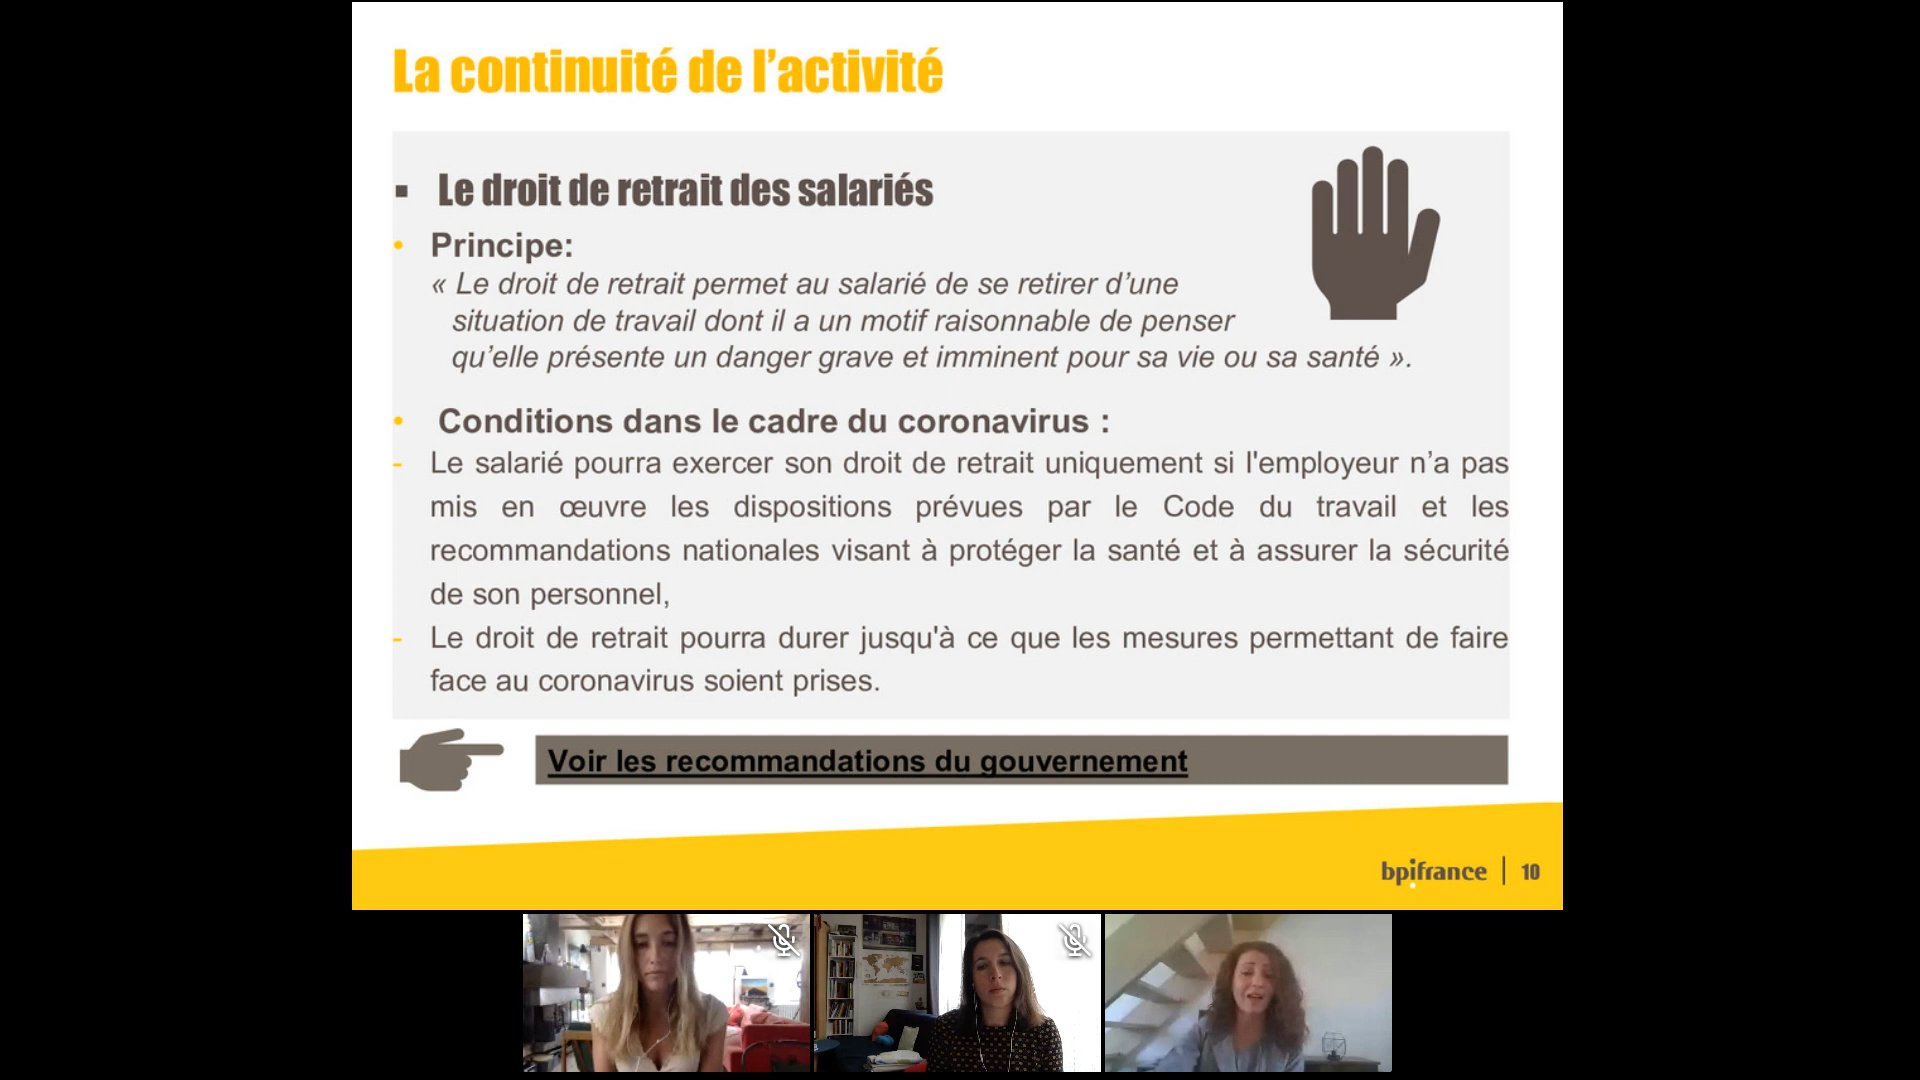 La continuité de l’activité
▪ Le droit de retrait des salariés
• Principe:
« Le droit de retrait permet au salarié de se retirer d’une
situation de travail dont il a un motif raisonnable de penser
qu’elle présente un danger grave et imminent pour sa vie ou sa santé ».
• Conditions dans le cadre du coronavirus :
- Le salarié pourra exercer son droit de retrait uniquement si l'employeur n’a pas
mis en œuvre les dispositions prévues par le Code du travail et les
recommandations nationales visant à protéger la santé et à assurer la sécurité
de son personnel,
- Le droit de retrait pourra durer jusqu'à ce que les mesures permettant de faire
face au coronavirus soient prises.
Voir les recommandations du gouvernement
bpifrance | 10